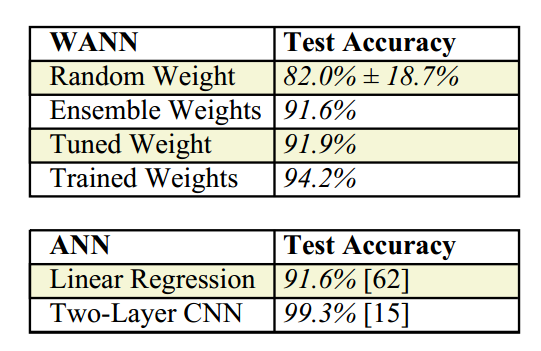 WANN Test Accuracy
Random Weight 82.0% ± 18.7%
Ensemble Weights 91.6%
Tuned Weight 91.9%
Trained Weights 94.2%
ANN Test Accuracy
Linear Regression 91.6% [62]
Two-Layer CNN 99.3% [15]